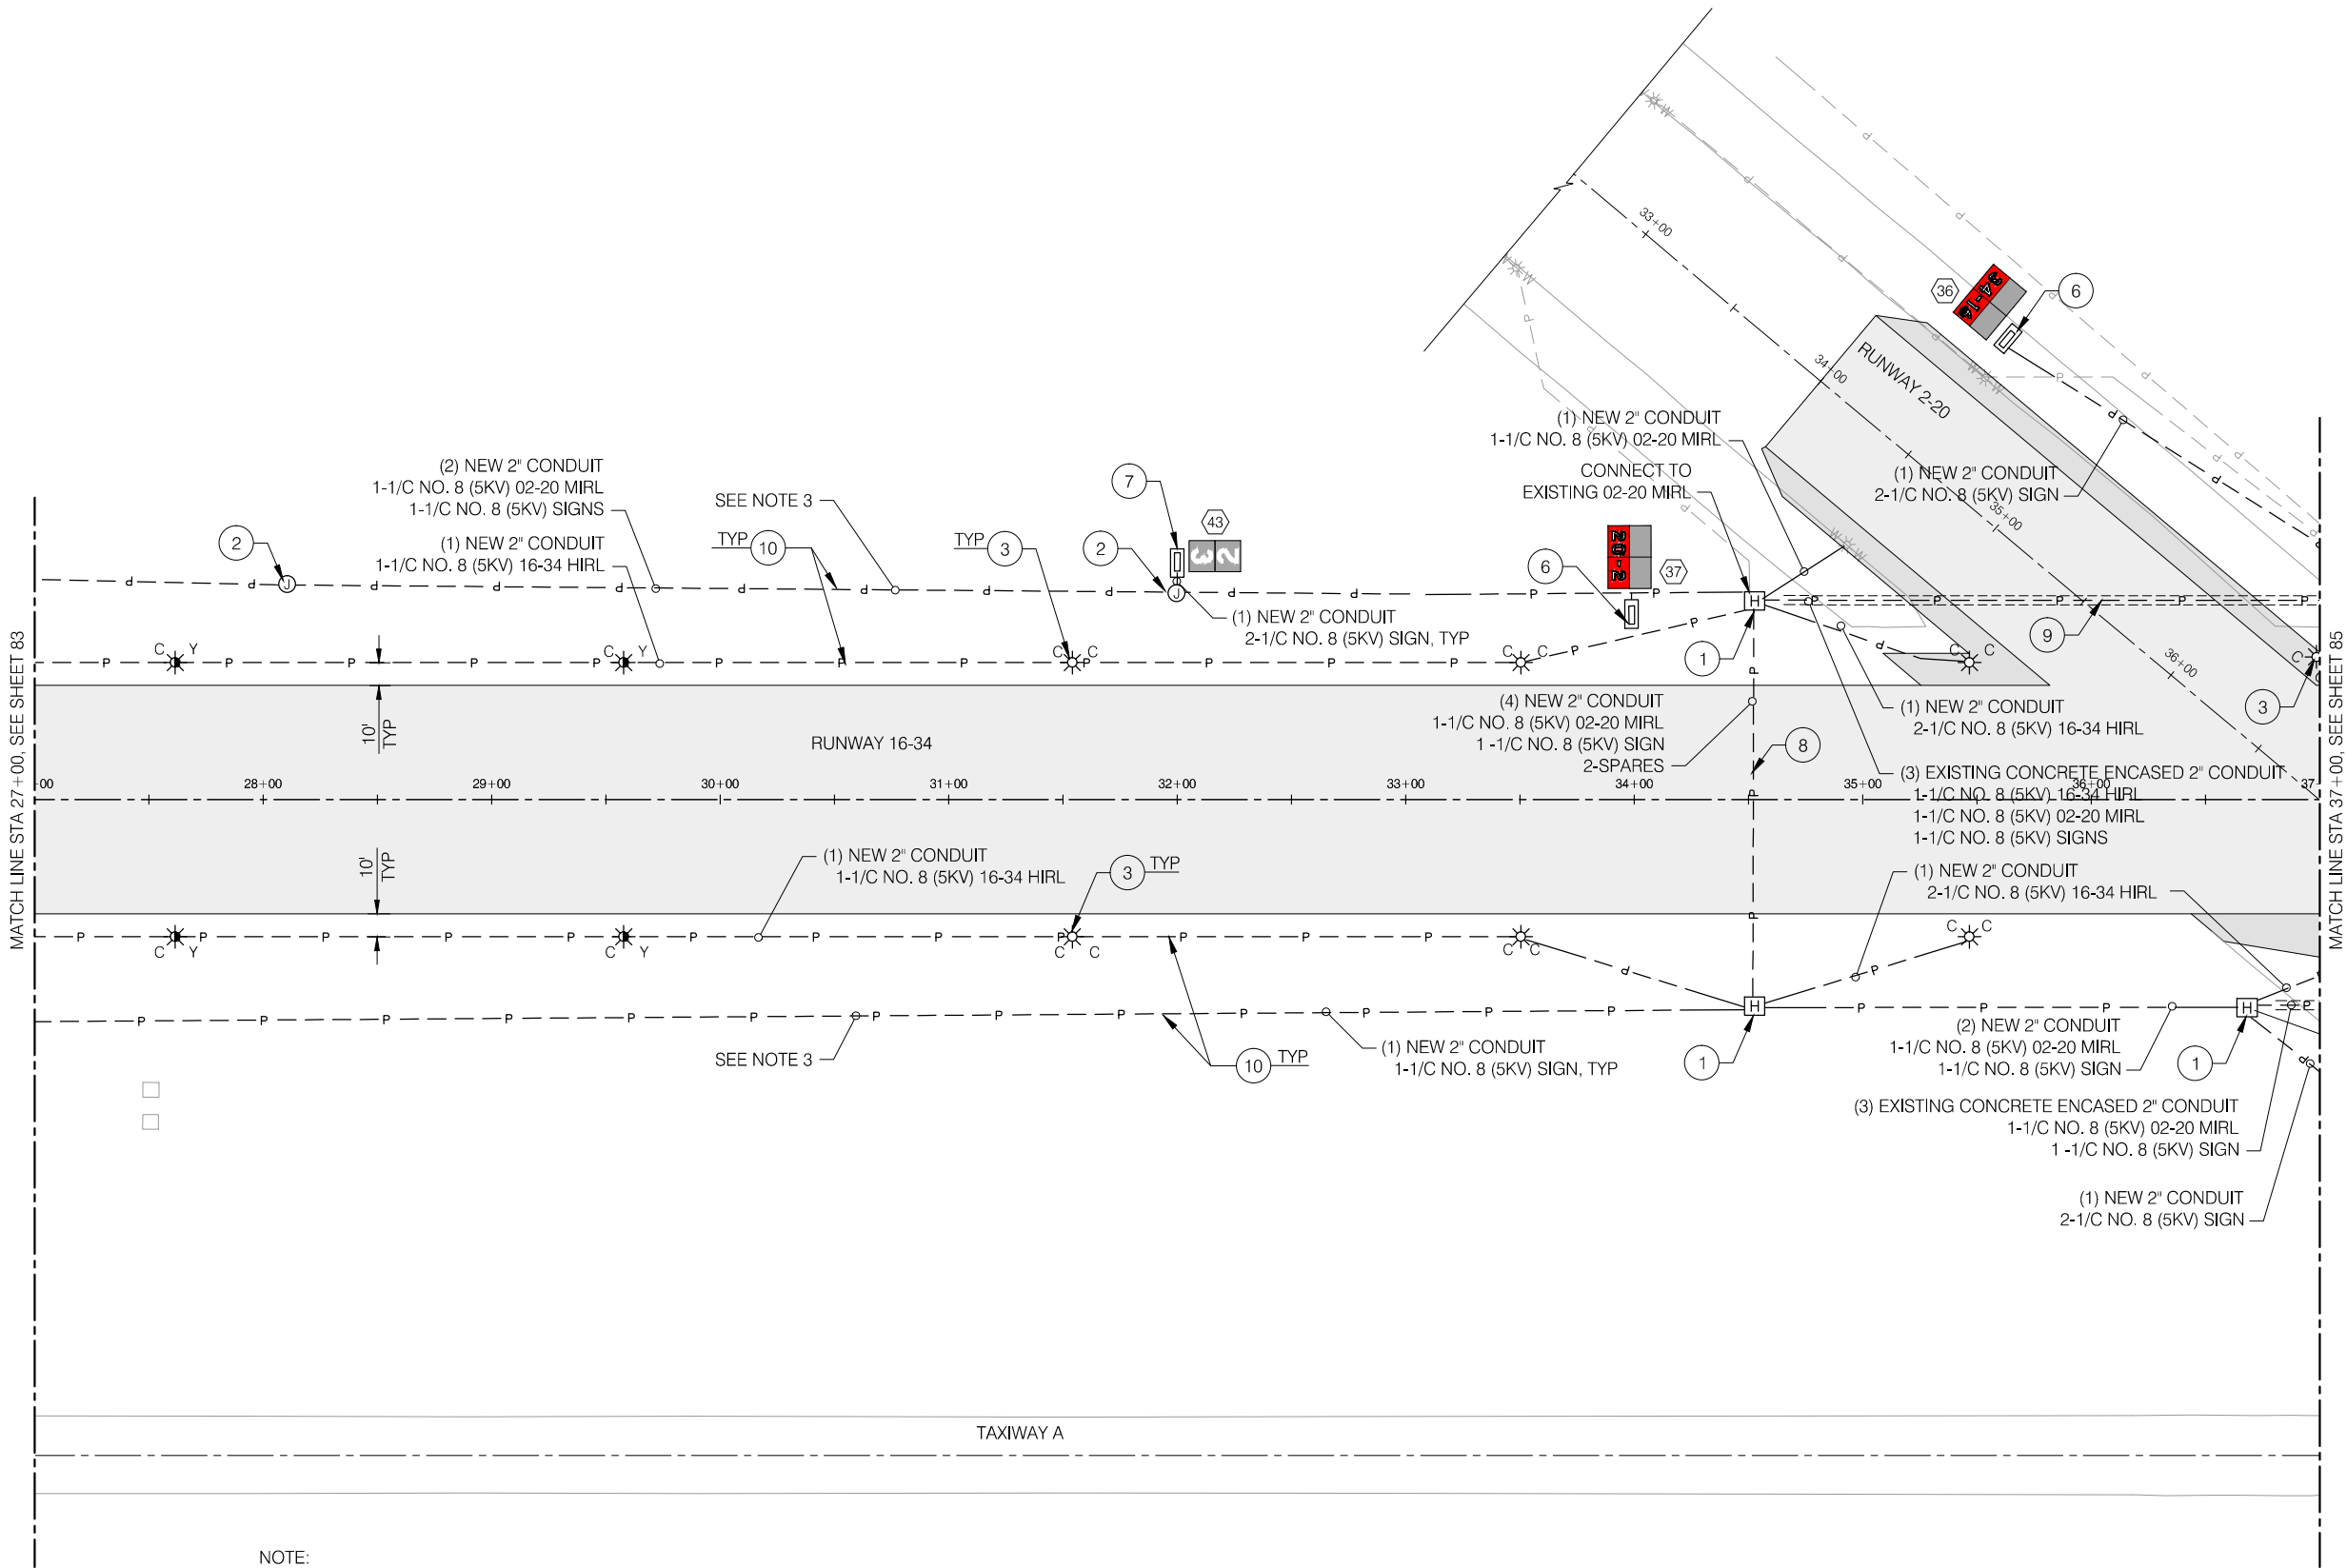 33+00
36
34-16
6
RUNWAY 2-20
34+00
35+00
36+00
(1) NEW 2" CONDUIT
1-1/C NO. 8 (5KV) 02-20 MIRL
CONNECT TO
EXISTING 02-20 MIRL
(1) NEW 2" CONDUIT
2-1/C NO. 8 (5KV) SIGN
(2) NEW 2" CONDUIT
1-1/C NO. 8 (5KV) 02-20 MIRL
1-1/C NO. 8 (5KV) SIGNS
(1) NEW 2" CONDUIT
1-1/C NO. 8 (5KV) 16-34 HIRL
2
SEE NOTE 3
TYP 10
TYP 3
7
2
43
3 2
J
J
(1) NEW 2" CONDUIT
2-1/C NO. 8 (5KV) SIGN, TYP
20-2
37
6
H
1
9
3
C Y
C Y
C C
C C
C C
C
(4) NEW 2" CONDUIT
1-1/C NO. 8 (5KV) 02-20 MIRL
1 -1/C NO. 8 (5KV) SIGN
2-SPARES
8
(1) NEW 2" CONDUIT
2-1/C NO. 8 (5KV) 16-34 HIRL
(3) EXISTING CONCRETE ENCASED 2" CONDUIT
1-1/C NO. 8 (5KV) 16-34 HIRL
1-1/C NO. 8 (5KV) 02-20 MIRL
1-1/C NO. 8 (5KV) SIGNS
10'
TYP
RUNWAY 16-34
00 28+00 29+00 30+00 31+00 32+00 33+00 34+00 35+00 36+00 37
MATCH LINE STA 27+00, SEE SHEET 83
MATCH LINE STA 37+00, SEE SHEET 85
10'
TYP
(1) NEW 2" CONDUIT
1-1/C NO. 8 (5KV) 16-34 HIRL
3 TYP
(1) NEW 2" CONDUIT
2-1/C NO. 8 (5KV) 16-34 HIRL
C Y
C Y
C C
C C
C C
H
H
SEE NOTE 3
10 TYP
(1) NEW 2" CONDUIT
1-1/C NO. 8 (5KV) SIGN, TYP
1
(2) NEW 2" CONDUIT
1-1/C NO. 8 (5KV) 02-20 MIRL
1-1/C NO. 8 (5KV) SIGN
1
(3) EXISTING CONCRETE ENCASED 2" CONDUIT
1-1/C NO. 8 (5KV) 02-20 MIRL
1 -1/C NO. 8 (5KV) SIGN
(1) NEW 2" CONDUIT
2-1/C NO. 8 (5KV) SIGN
TAXIWAY A
NOTE: